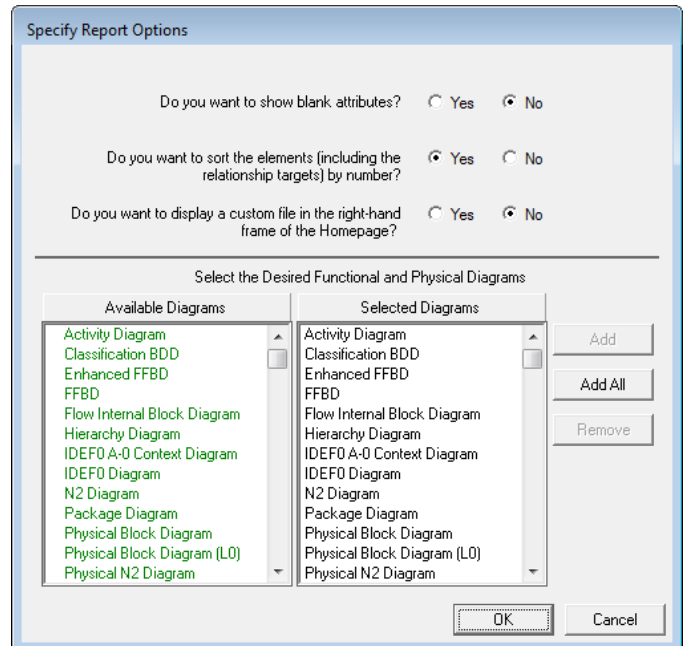 Specify Report Options
Do you want to show blank attributes? Yes No
Do you want to sort the elements (including the
relationship targets) by number? Yes No
Do you want to display a custom file in the right-hand
frame of the Homepage? Yes No
Select the Desired Functional and Physical Diagrams
Available Diagrams
Activity Diagram
Classification BDD
Enhanced FFBD
FFBD
Flow Internal Block Diagram
Hierarchy Diagram
IDEF0 A-0 Context Diagram
IDEF0 Diagram
N2 Diagram
Package Diagram
Physical Block Diagram
Physical Block Diagram (L0)
Physical N2 Diagram
Selected Diagrams
Activity Diagram
Classification BDD
Enhanced FFBD
FFBD
Flow Internal Block Diagram
Hierarchy Diagram
IDEF0 A-0 Context Diagram
IDEF0 Diagram
N2 Diagram
Package Diagram
Physical Block Diagram
Physical Block Diagram (L0)
Physical N2 Diagram
Add
Add All
Remove
OK
Cancel